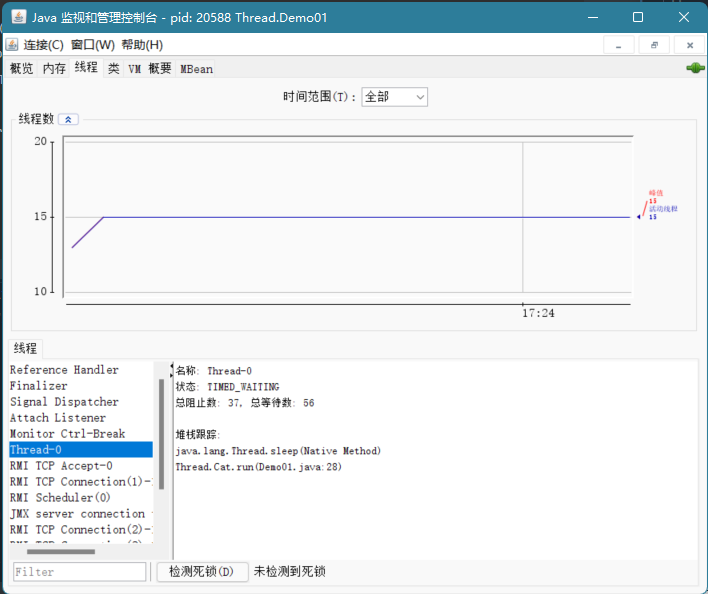 Java 监视和管理控制台 - pid: 20588 Thread.Demo01
连接(C) 窗口(W) 帮助(H)
概览 内存 线程 类 VM 概要 MBean
时间范围(T): 全部
线程数
20
15
10
峰值
15
活动线程
15
17:24
线程
Reference Handler
Finalizer
Signal Dispatcher
Attach Listener
Monitor Ctrl-Break
Thread-0
RMI TCP Accept-0
RMI TCP Connection(1)-
RMI Scheduler(0)
JMX server connection
RMI TCP Connection(2)-
名称: Thread-0
状态: TIMED_WAITING
总阻止数: 37, 总等待数: 56
堆栈跟踪:
java.lang.Thread.sleep(Native Method)
Thread.Cat.run(Demo01.java:28)
Filter
检测死锁(D)
未检测到死锁